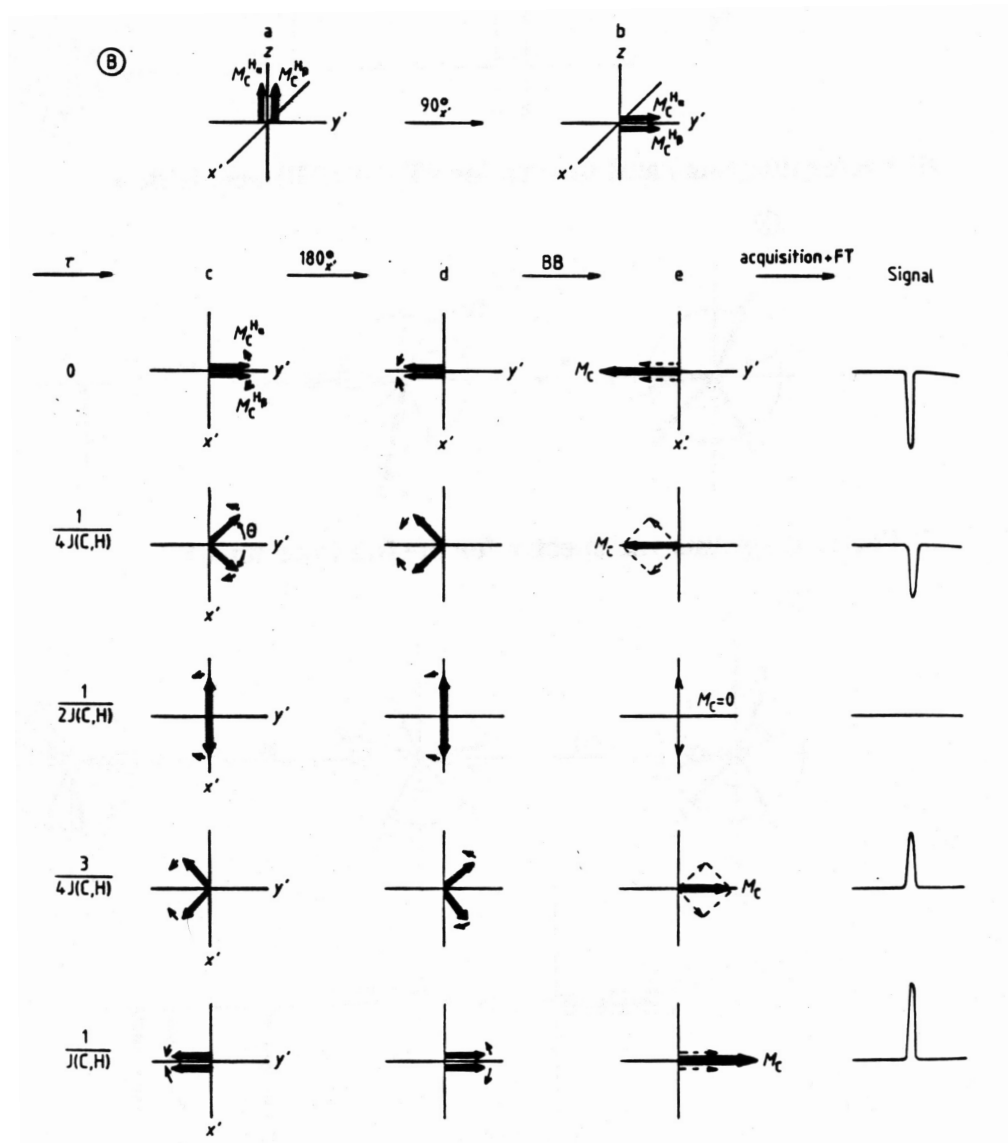 B
a
b
z
z
M_C^{Hα} M_C^{Hβ}
90°_{x'}
M_C^{Hα}
y'
y'
M_C^{Hβ}
x'
x'
τ
c
180°_{x'}
d
BB
e
acquisition+FT
Signal
M_C^{Hα}
0
y'
y'
M_C
y'
M_C^{Hβ}
x'
x'
x'
1/4J(C,H)
θ
y'
M_C
x'
1/2J(C,H)
y'
M_C=0
x'
3/4J(C,H)
y'
M_C
x'
1/J(C,H)
y'
M_C
x'